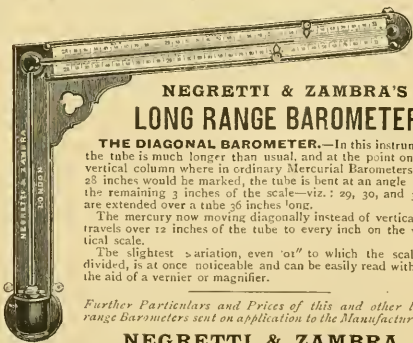 NEGRETTI & ZAMBRA'S
LONG RANGE BAROMETER
THE DIAGONAL BAROMETER.—In this instrum
the tube is much longer than usual, and at the point on
vertical column where in ordinary Mercurial Barometers
28 inches would be marked, the tube is bent at an angle
the remaining 3 inches of the scale—viz.: 29, 30, and
are extended over a tube 36 inches long.
The mercury now moving diagonally instead of vertica
travels over 12 inches of the tube to every inch on the
tical scale.
The slightest variation, even ·01" to which the scal
divided, is at once noticeable and can be easily read with
the aid of a vernier or magnifier.
Further Particulars and Prices of this and other l
range Barometers sent on application to the Manufactur
NEGRETTI & ZAMBRA
NEGRETTI & ZAMBRA
LONDON